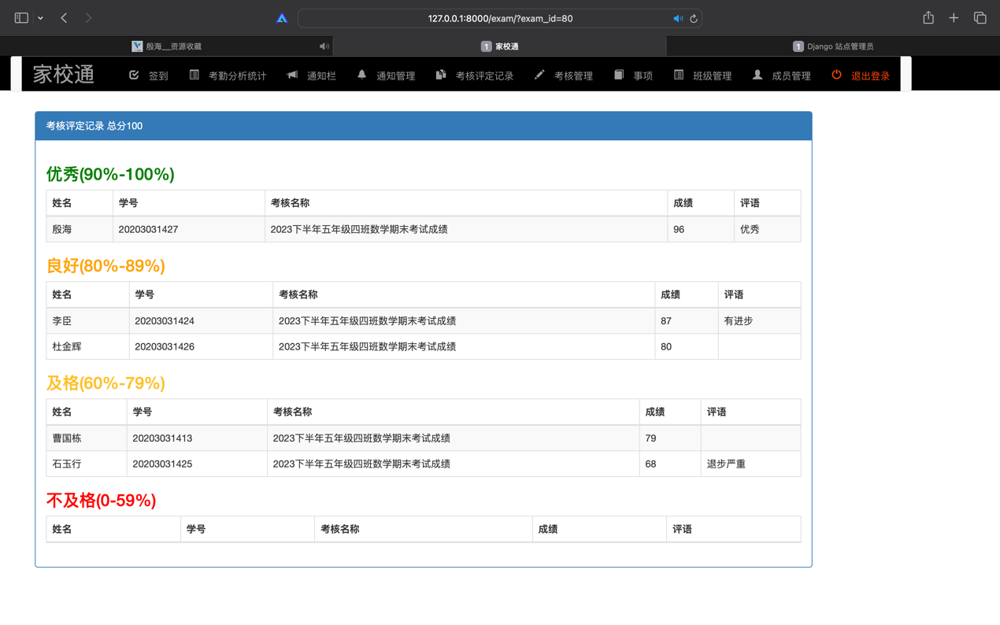 127.0.0.1:8000/exam/?exam_id=80
殷海__资源收藏
1 家校通
1 Django 站点管理员
家校通 签到 考勤分析统计 通知栏 通知管理 考核评定记录 考核管理 事项 班级管理 成员管理 退出登录
考核评定记录 总分100
优秀(90%-100%)
姓名 学号 考核名称 成绩 评语
殷海 20203031427 2023下半年五年级四班数学期末考试成绩 96 优秀
良好(80%-89%)
姓名 学号 考核名称 成绩 评语
李臣 20203031424 2023下半年五年级四班数学期末考试成绩 87 有进步
杜金辉 20203031426 2023下半年五年级四班数学期末考试成绩 80
及格(60%-79%)
姓名 学号 考核名称 成绩 评语
曹国栋 20203031413 2023下半年五年级四班数学期末考试成绩 79
石玉行 20203031425 2023下半年五年级四班数学期末考试成绩 68 退步严重
不及格(0-59%)
姓名 学号 考核名称 成绩 评语